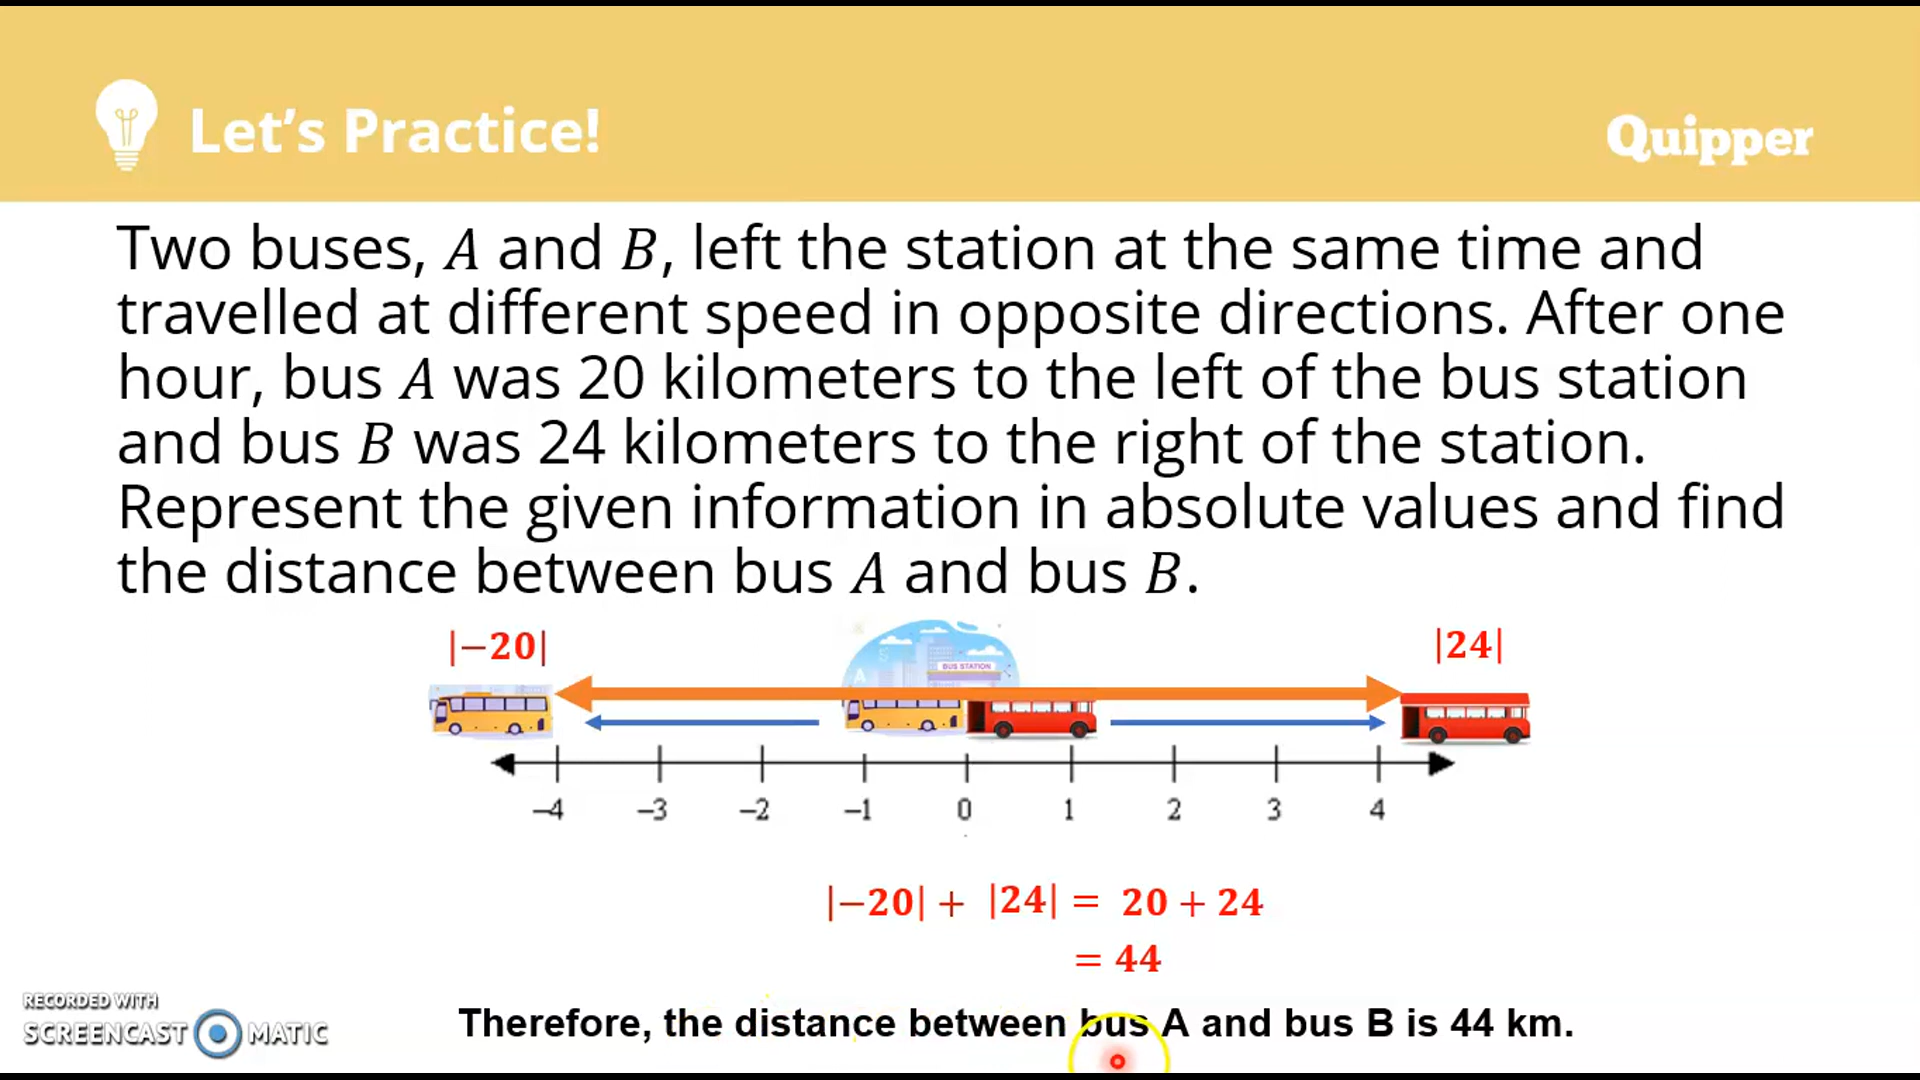 Let's Practice!
Quipper
Two buses, A and B, left the station at the same time and
travelled at different speed in opposite directions. After one
hour, bus A was 20 kilometers to the left of the bus station
and bus B was 24 kilometers to the right of the station.
Represent the given information in absolute values and find
the distance between bus A and bus B.
|−20|
|24|
BUS STATION
−4 −3 −2 −1 0 1 2 3 4
|−20| + |24| = 20 + 24
= 44
RECORDED WITH
SCREENCAST MATIC
Therefore, the distance between bus A and bus B is 44 km.